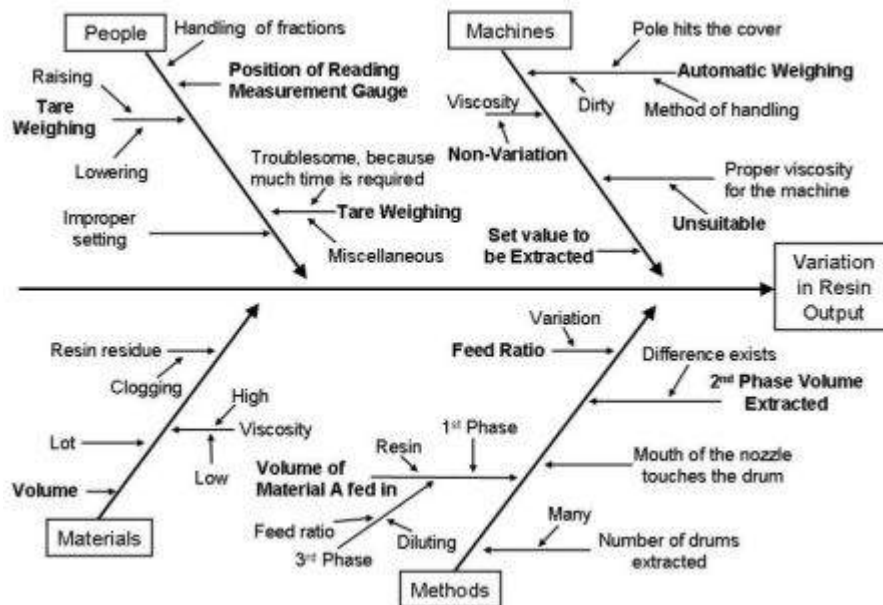 People
Handling of fractions
Position of Reading
Measurement Gauge
Raising
Tare
Weighing
Lowering
Troublesome, because
much time is required
Tare Weighing
Miscellaneous
Improper
setting
Machines
Pole hits the cover
Automatic Weighing
Dirty
Method of handling
Viscosity
Non-Variation
Proper viscosity
for the machine
Unsuitable
Set value to
be Extracted
Variation
in Resin
Output
Resin residue
Clogging
High
Viscosity
Low
Lot
Volume
Materials
Variation
Feed Ratio
Difference exists
2nd Phase Volume
Extracted
1st Phase
Resin
Volume of
Material A fed in
Mouth of the nozzle
touches the drum
Feed ratio
Diluting
3rd Phase
Many
Number of drums
extracted
Methods